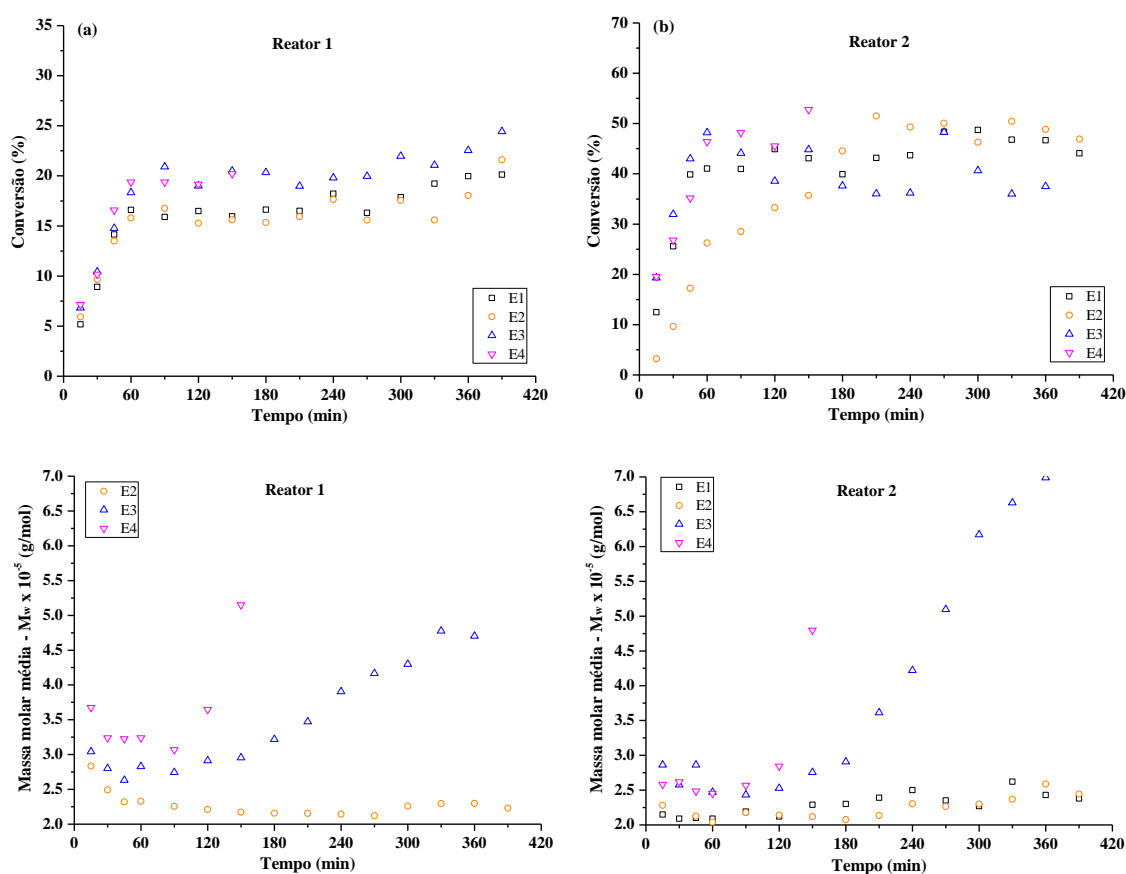 (a)
Reator 1
Conversão (%)
35
30
25
20
15
10
5
0
E1
E2
E3
E4
0 60 120 180 240 300 360 420
Tempo (min)
(b)
Reator 2
Conversão (%)
70
60
50
40
30
20
10
0
E1
E2
E3
E4
0 60 120 180 240 300 360 420
Tempo (min)
Reator 1
Massa molar média - Mw x 10-5 (g/mol)
7.0
6.5
6.0
5.5
5.0
4.5
4.0
3.5
3.0
2.5
2.0
E2
E3
E4
0 60 120 180 240 300 360 420
Tempo (min)
Reator 2
Massa molar média - Mw x 10-5 (g/mol)
7.0
6.5
6.0
5.5
5.0
4.5
4.0
3.5
3.0
2.5
2.0
E1
E2
E3
E4
0 60 120 180 240 300 360 420
Tempo (min)